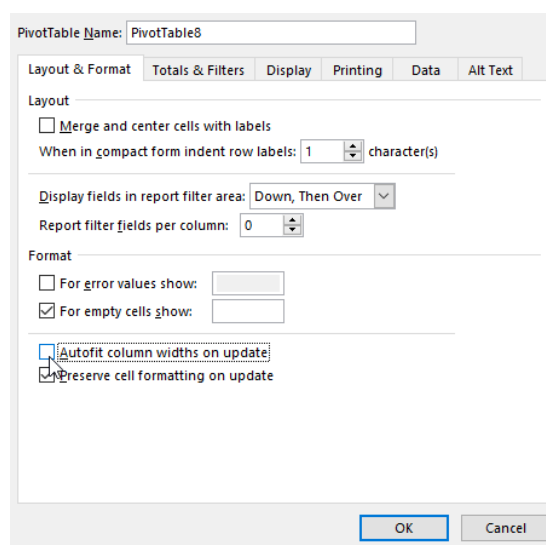 PivotTable Name: PivotTable8
Layout & Format Totals & Filters Display Printing Data Alt Text
Layout
Merge and center cells with labels
When in compact form indent row labels: 1 character(s)
Display fields in report filter area: Down, Then Over
Report filter fields per column: 0
Format
For error values show:
For empty cells show:
Autofit column widths on update
Preserve cell formatting on update
OK Cancel